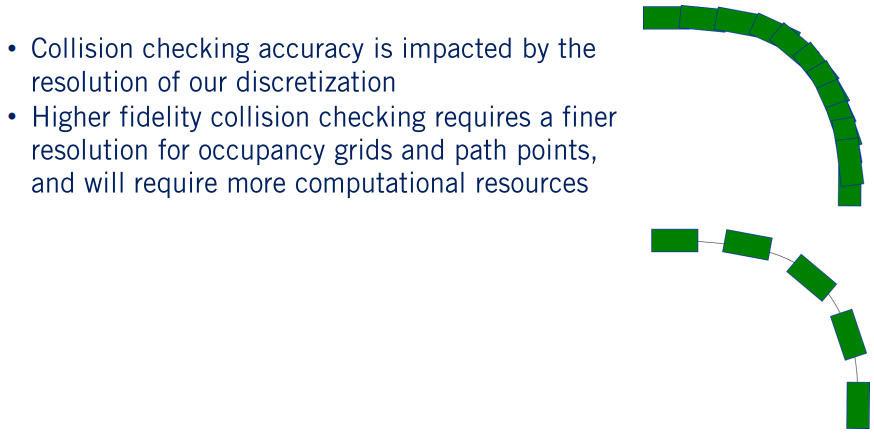 • Collision checking accuracy is impacted by the
resolution of our discretization
• Higher fidelity collision checking requires a finer
resolution for occupancy grids and path points,
and will require more computational resources